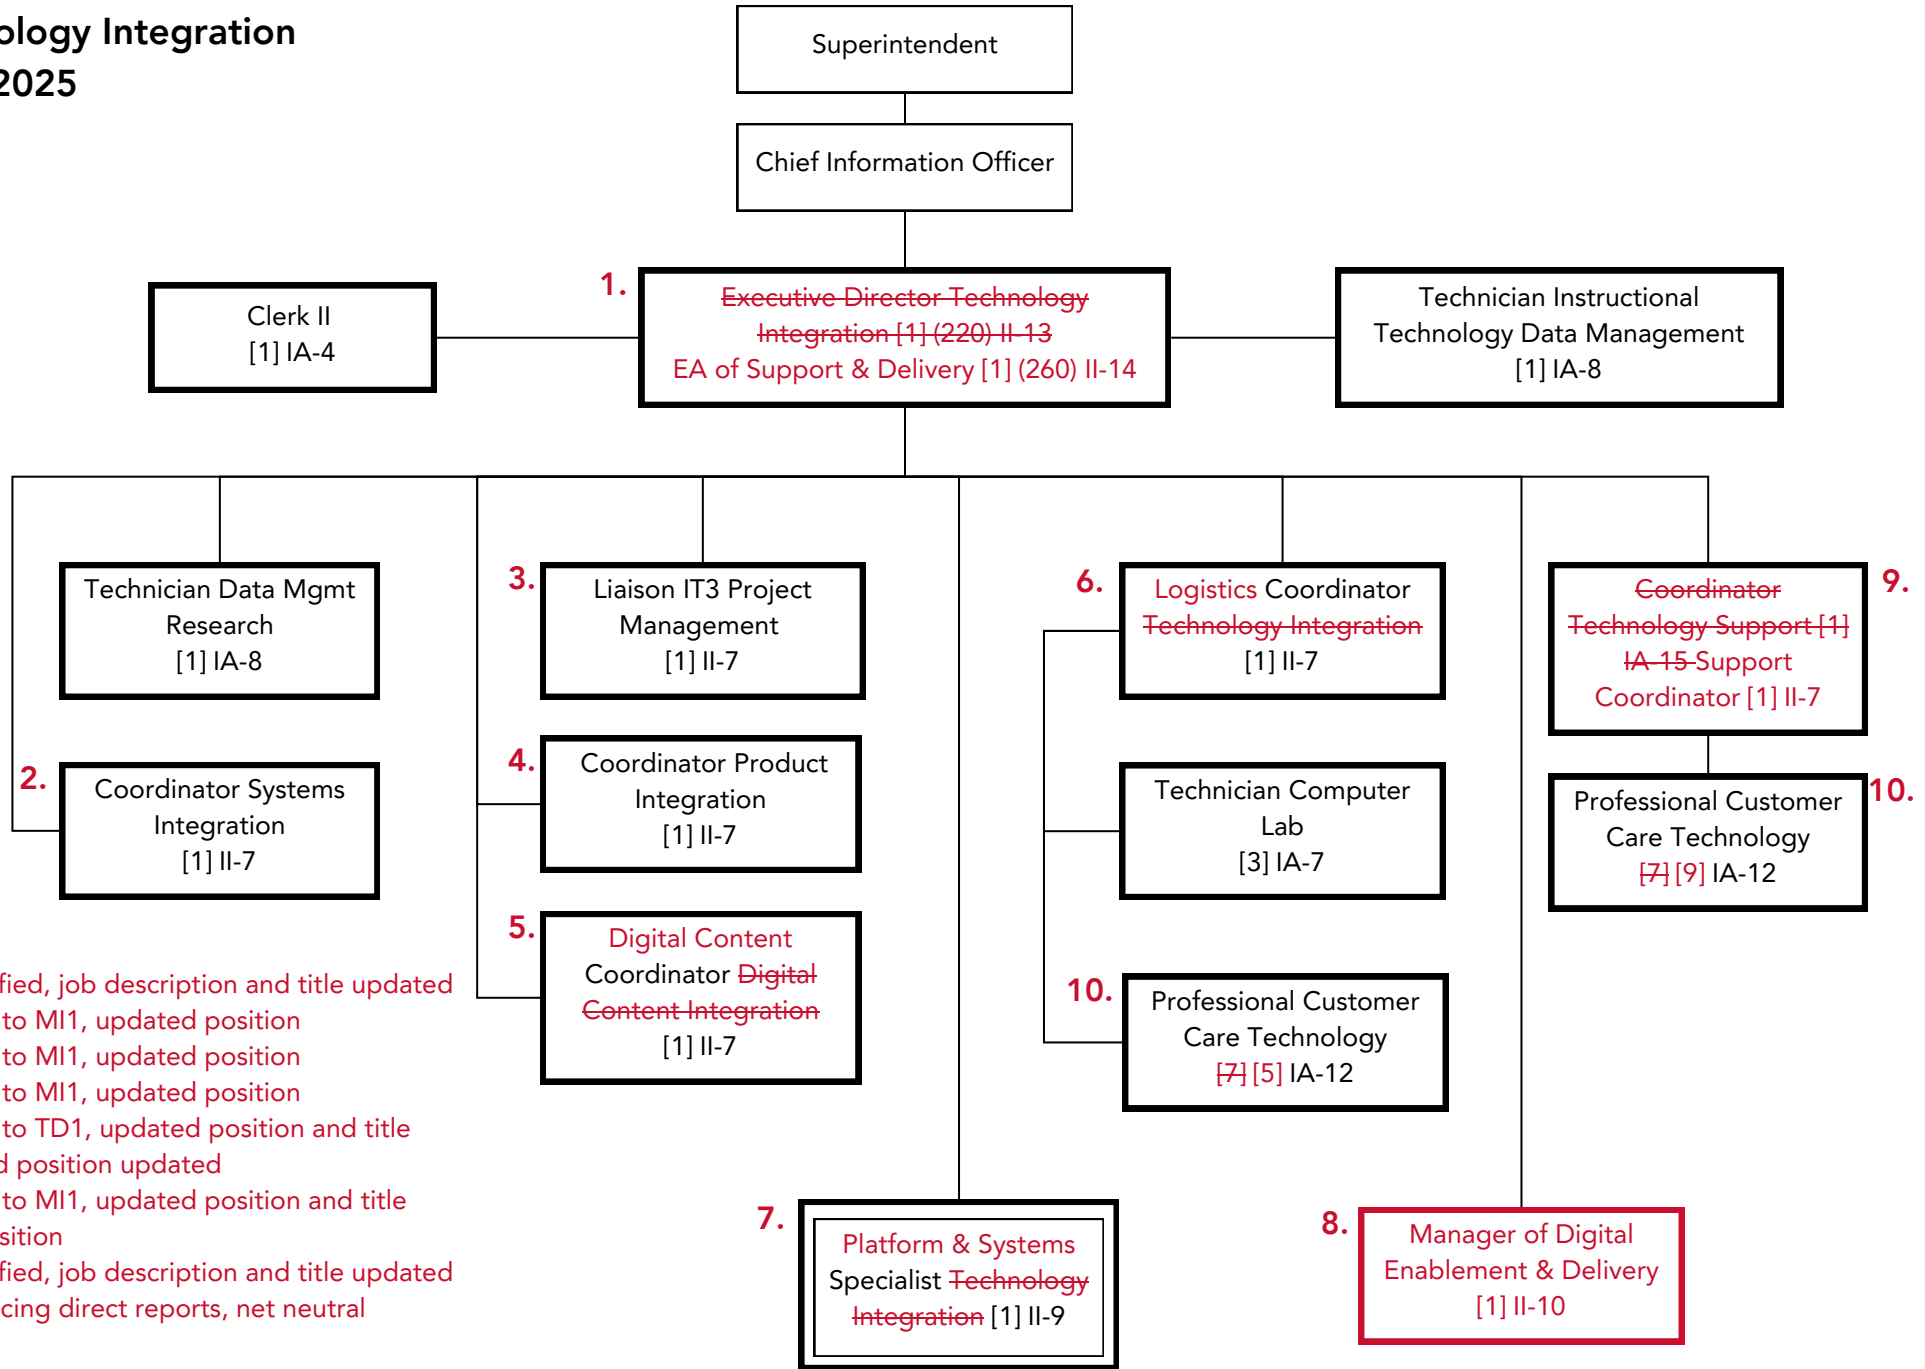 ology Integration
2025
Superintendent
Chief Information Officer
Clerk II
[1] IA-4
1.
Executive Director Technology
Integration [1] (220) II-13
EA of Support & Delivery [1] (260) II-14
Technician Instructional
Technology Data Management
[1] IA-8
Technician Data Mgmt
Research
[1] IA-8
2.
Coordinator Systems
Integration
[1] II-7
3.
Liaison IT3 Project
Management
[1] II-7
4.
Coordinator Product
Integration
[1] II-7
5.
Digital Content
Coordinator Digital
Content Integration
[1] II-7
6.
Logistics Coordinator
Technology Integration
[1] II-7
Technician Computer
Lab
[3] IA-7
10.
Professional Customer
Care Technology
[7] [5] IA-12
9.
Coordinator
Technology Support [1]
IA-15 Support
Coordinator [1] II-7
10.
Professional Customer
Care Technology
[7] [9] IA-12
7.
Platform & Systems
Specialist Technology
Integration [1] II-9
8.
Manager of Digital
Enablement & Delivery
[1] II-10
fied, job description and title updated
to MI1, updated position
to MI1, updated position
to MI1, updated position
to TD1, updated position and title
d position updated
to MI1, updated position and title
sition
fied, job description and title updated
cing direct reports, net neutral